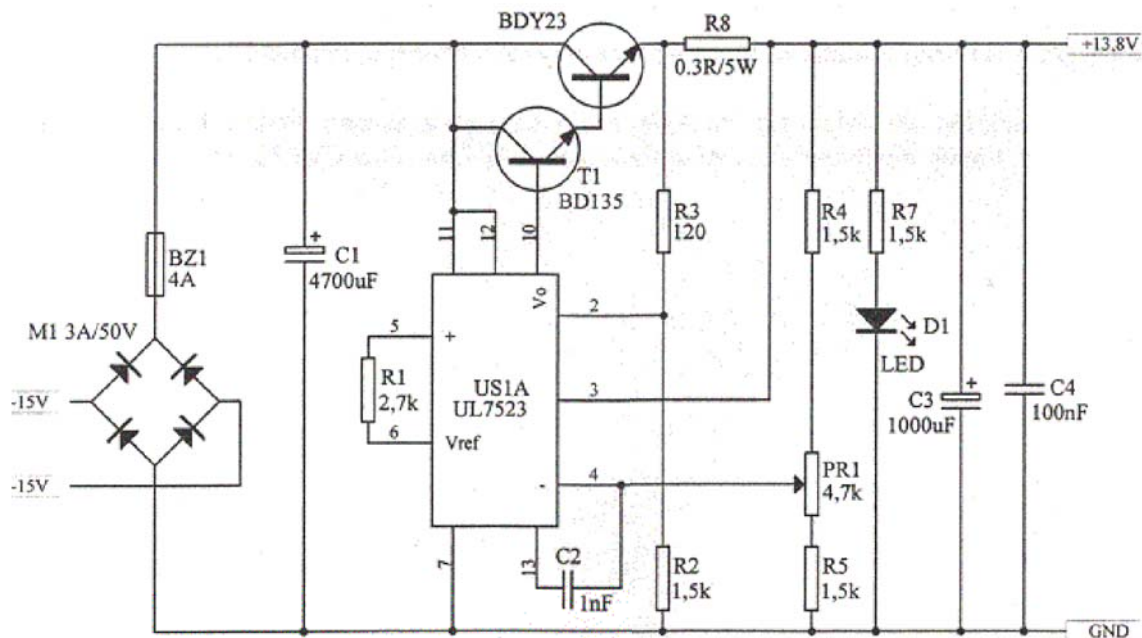 BDY23
R8
0.3R/5W
+13,8V
T1
BD135
BZ1
4A
C1
4700uF
+
11
12
10
R3
120
R4
1,5k
R7
1,5k
M1 3A/50V
-15V
-15V
5
+
Vo
2
R1
2,7k
US1A
UL7523
3
6
Vref
-
4
7
13
C2
1nF
R2
1,5k
PR1
4,7k
R5
1,5k
D1
LED
C3
1000uF
+
C4
100nF
GND